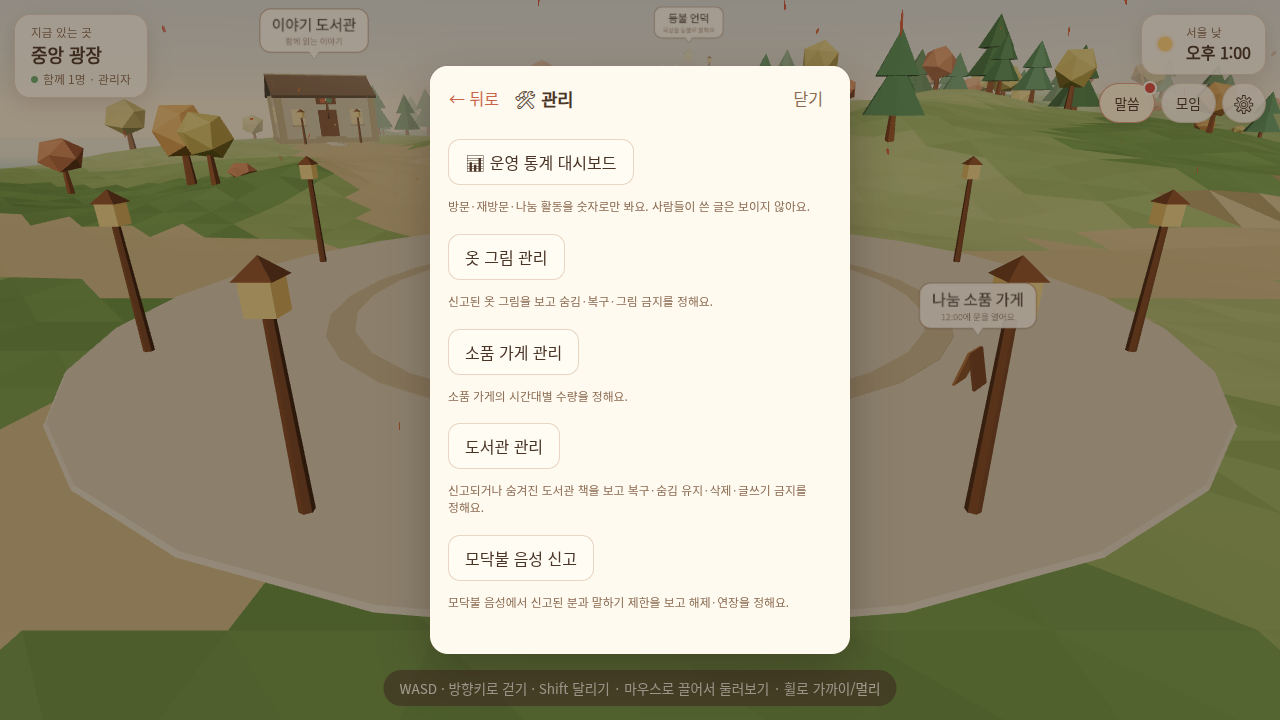 지금 있는 곳
중앙 광장
함께 1명 · 관리자
이야기 도서관
함께 읽는 이야기
등불 언덕
서울 낮
오후 1:00
말씀
모임
← 뒤로
관리
닫기
운영 통계 대시보드
방문·재방문·나눔 활동을 숫자로만 봐요. 사람들이 쓴 글은 보이지 않아요.
옷 그림 관리
신고된 옷 그림을 보고 숨김·복구·그림 금지를 정해요.
소품 가게 관리
소품 가게의 시간대별 수량을 정해요.
도서관 관리
신고되거나 숨겨진 도서관 책을 보고 복구·숨김 유지·삭제·글쓰기 금지를
정해요.
모닥불 음성 신고
모닥불 음성에서 신고된 분과 말하기 제한을 보고 해제·연장을 정해요.
나눔 소품 가게
12:00에 문을 열어요
WASD · 방향키로 걷기 · Shift 달리기 · 마우스로 끌어서 둘러보기 · 휠로 가까이/멀리